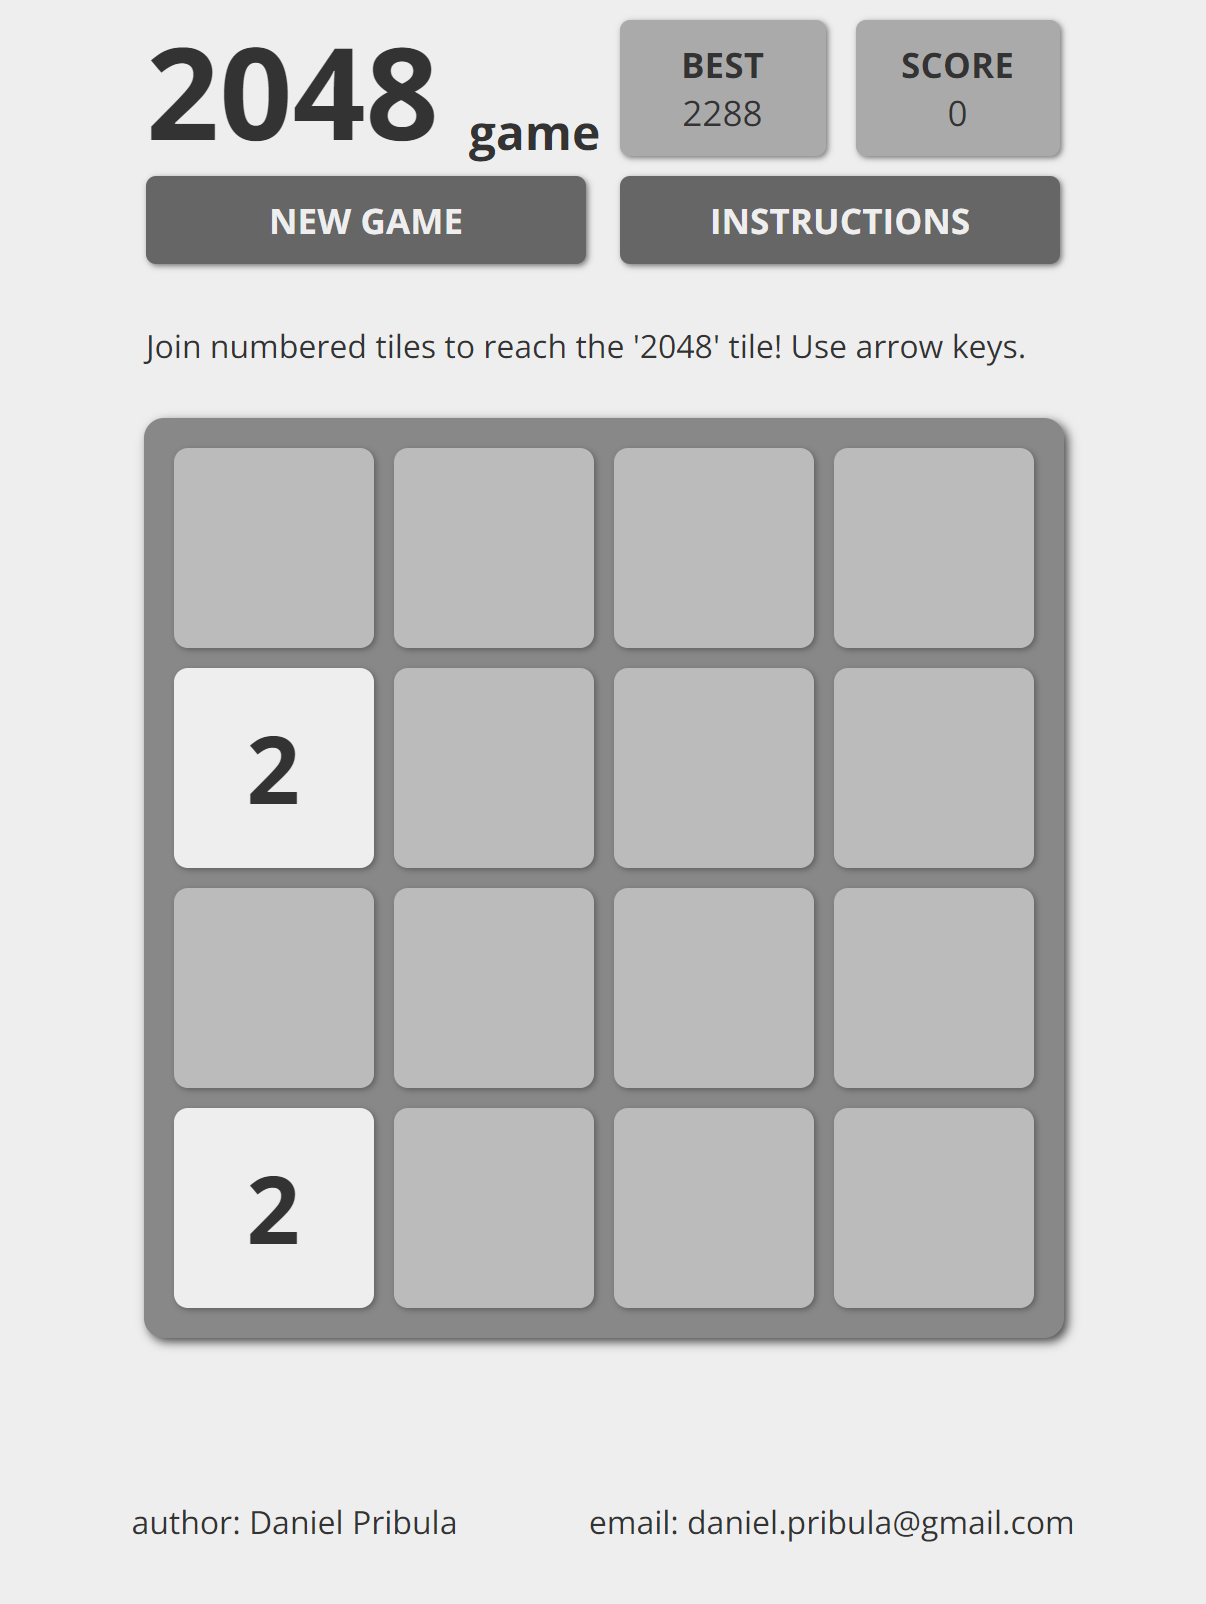 2048 game
BEST
2288
SCORE
0
NEW GAME
INSTRUCTIONS
Join numbered tiles to reach the '2048' tile! Use arrow keys.
2
2
author: Daniel Pribula
email: daniel.pribula@gmail.com